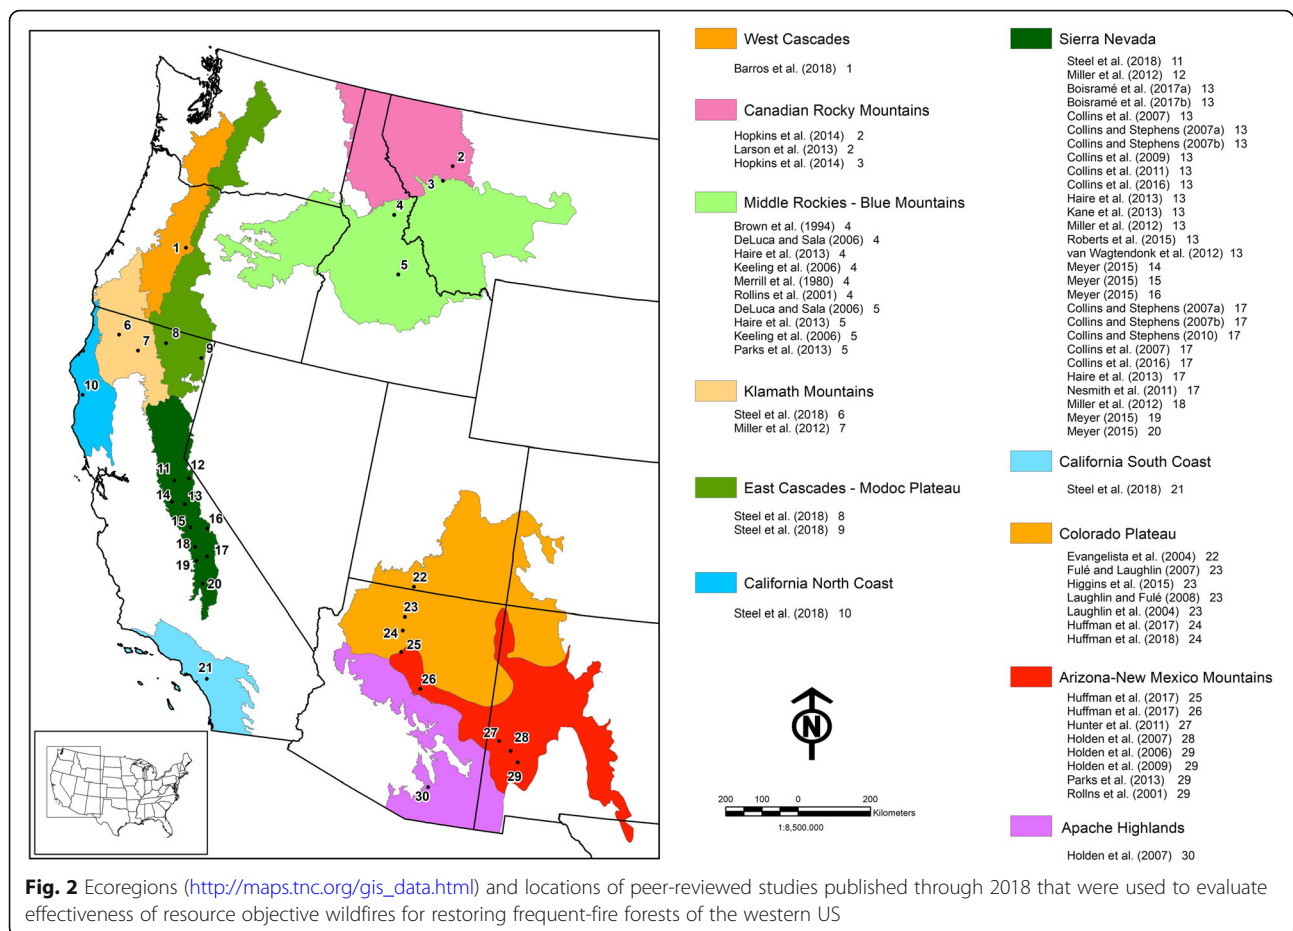 1
2
3
4
5
6
7
8
9
10
11
12
13
14
15
16
17
18
19
20
21
22
23
24
25
26
27
28
29
30
West Cascades
Barros et al. (2018) 1
Canadian Rocky Mountains
Hopkins et al. (2014) 2
Larson et al. (2013) 2
Hopkins et al. (2014) 3
Middle Rockies - Blue Mountains
Brown et al. (1994) 4
DeLuca and Sala (2006) 4
Haire et al. (2013) 4
Keeling et al. (2006) 4
Merrill et al. (1980) 4
Rollins et al. (2001) 4
DeLuca and Sala (2006) 5
Haire et al. (2013) 5
Keeling et al. (2006) 5
Parks et al. (2013) 5
Klamath Mountains
Steel et al. (2018) 6
Miller et al. (2012) 7
East Cascades - Modoc Plateau
Steel et al. (2018) 8
Steel et al. (2018) 9
California North Coast
Steel et al. (2018) 10
N
200 100 0 200
Kilometers
1:8,500.000
Sierra Nevada
Steel et al. (2018) 11
Miller et al. (2012) 12
Boisramé et al. (2017a) 13
Boisramé et al. (2017b) 13
Collins et al. (2007) 13
Collins and Stephens (2007a) 13
Collins and Stephens (2007b) 13
Collins et al. (2009) 13
Collins et al. (2011) 13
Collins et al. (2016) 13
Haire et al. (2013) 13
Kane et al. (2013) 13
Miller et al. (2012) 13
Roberts et al. (2015) 13
van Wagtendonk et al. (2012) 13
Meyer (2015) 14
Meyer (2015) 15
Meyer (2015) 16
Collins and Stephens (2007a) 17
Collins and Stephens (2007b) 17
Collins and Stephens (2010) 17
Collins et al. (2007) 17
Collins et al. (2016) 17
Haire et al. (2013) 17
Nesmith et al. (2011) 17
Miller et al. (2012) 18
Meyer (2015) 19
Meyer (2015) 20
California South Coast
Steel et al. (2018) 21
Colorado Plateau
Evangelista et al. (2004) 22
Fulé and Laughlin (2007) 23
Higgins et al. (2015) 23
Laughlin and Fulé (2008) 23
Laughlin et al. (2004) 23
Huffman et al. (2017) 24
Huffman et al. (2018) 24
Arizona-New Mexico Mountains
Huffman et al. (2017) 25
Huffman et al. (2017) 26
Hunter et al. (2011) 27
Holden et al. (2007) 28
Holden et al. (2006) 29
Holden et al. (2009) 29
Parks et al. (2013) 29
Rollns et al. (2001) 29
Apache Highlands
Holden et al. (2007) 30
Fig. 2 Ecoregions (http://maps.tnc.org/gis_data.html) and locations of peer-reviewed studies published through 2018 that were used to evaluate
effectiveness of resource objective wildfires for restoring frequent-fire forests of the western US